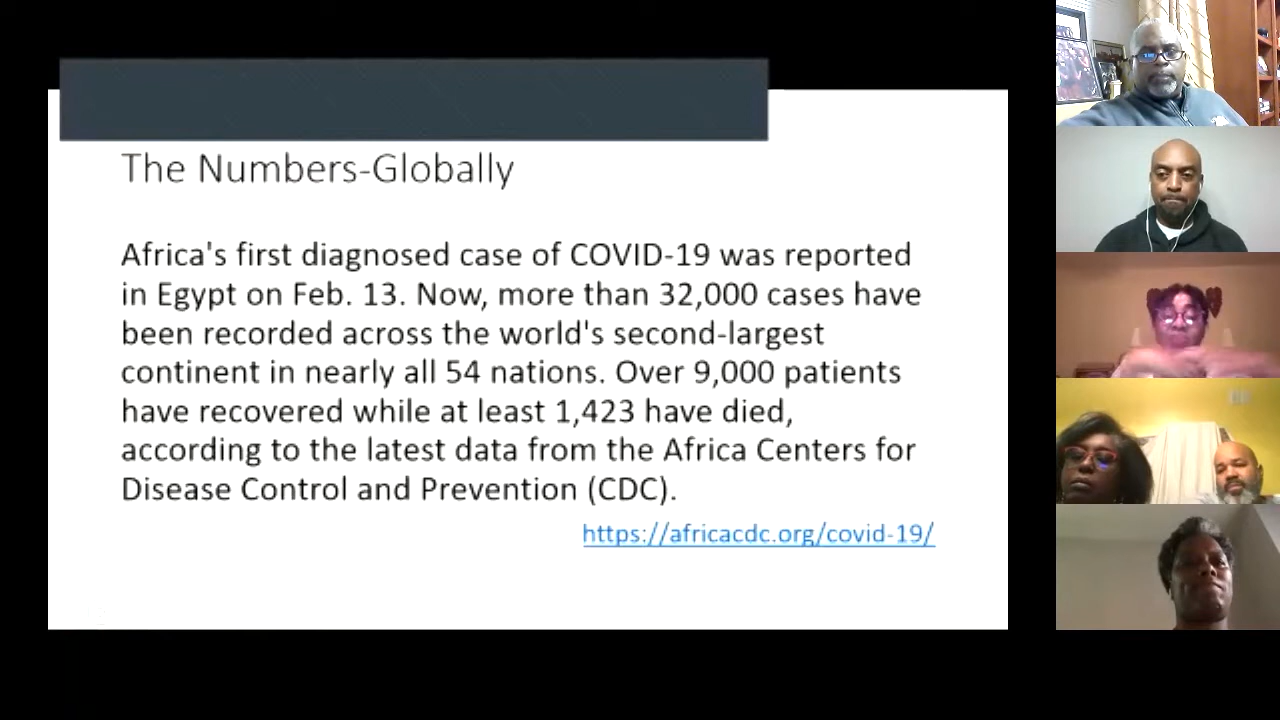 The Numbers-Globally
Africa's first diagnosed case of COVID-19 was reported
in Egypt on Feb. 13. Now, more than 32,000 cases have
been recorded across the world's second-largest
continent in nearly all 54 nations. Over 9,000 patients
have recovered while at least 1,423 have died,
according to the latest data from the Africa Centers for
Disease Control and Prevention (CDC).
https://africacdc.org/covid-19/